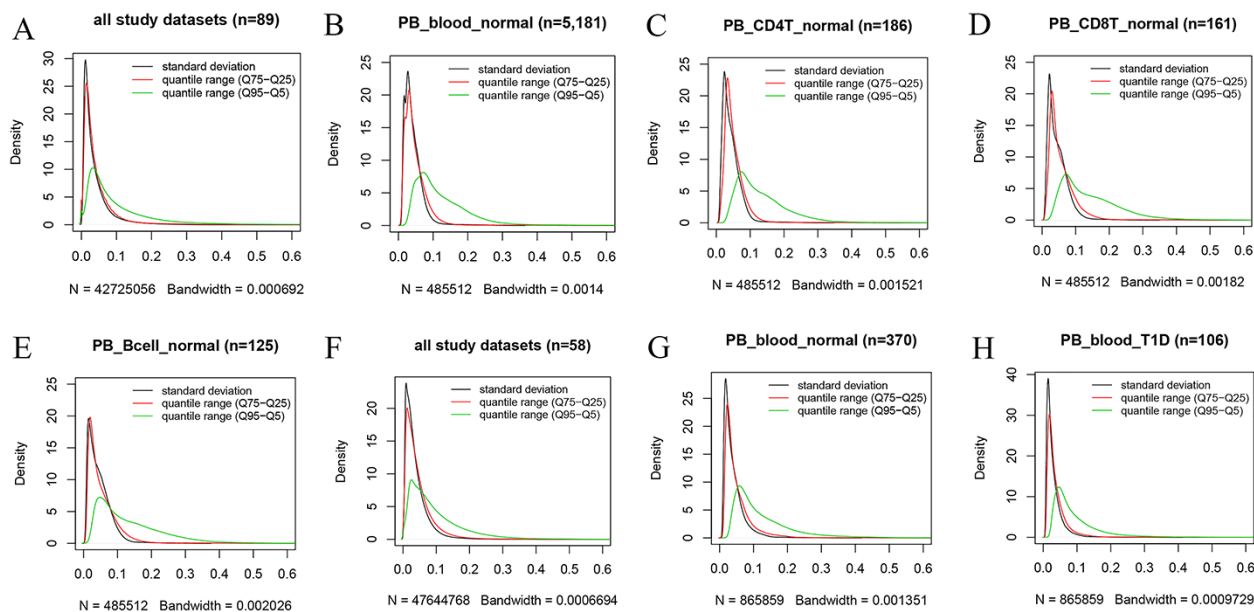 A
all study datasets (n=89)
standard deviation
quantile range (Q75−Q25)
quantile range (Q95−Q5)
Density
0 5 10 15 20 25 30
0.0 0.1 0.2 0.3 0.4 0.5 0.6
N = 42725056 Bandwidth = 0.000692
B
PB_blood_normal (n=5,181)
standard deviation
quantile range (Q75−Q25)
quantile range (Q95−Q5)
Density
0 5 10 15 20 25
0.0 0.1 0.2 0.3 0.4 0.5 0.6
N = 485512 Bandwidth = 0.0014
C
PB_CD4T_normal (n=186)
standard deviation
quantile range (Q75−Q25)
quantile range (Q95−Q5)
Density
0 5 10 15 20 25
0.0 0.1 0.2 0.3 0.4 0.5 0.6
N = 485512 Bandwidth = 0.001521
D
PB_CD8T_normal (n=161)
standard deviation
quantile range (Q75−Q25)
quantile range (Q95−Q5)
Density
0 5 10 15 20 25
0.0 0.1 0.2 0.3 0.4 0.5 0.6
N = 485512 Bandwidth = 0.00182
E
PB_Bcell_normal (n=125)
standard deviation
quantile range (Q75−Q25)
quantile range (Q95−Q5)
Density
0 5 10 15 20 25
0.0 0.1 0.2 0.3 0.4 0.5 0.6
N = 485512 Bandwidth = 0.002026
F
all study datasets (n=58)
standard deviation
quantile range (Q75−Q25)
quantile range (Q95−Q5)
Density
0 5 10 15 20
0.0 0.1 0.2 0.3 0.4 0.5 0.6
N = 47644768 Bandwidth = 0.0006694
G
PB_blood_normal (n=370)
standard deviation
quantile range (Q75−Q25)
quantile range (Q95−Q5)
Density
0 5 10 15 20 25
0.0 0.1 0.2 0.3 0.4 0.5 0.6
N = 865859 Bandwidth = 0.001351
H
PB_blood_T1D (n=106)
standard deviation
quantile range (Q75−Q25)
quantile range (Q95−Q5)
Density
0 10 20 30 40
0.0 0.1 0.2 0.3 0.4 0.5 0.6
N = 865859 Bandwidth = 0.0009729